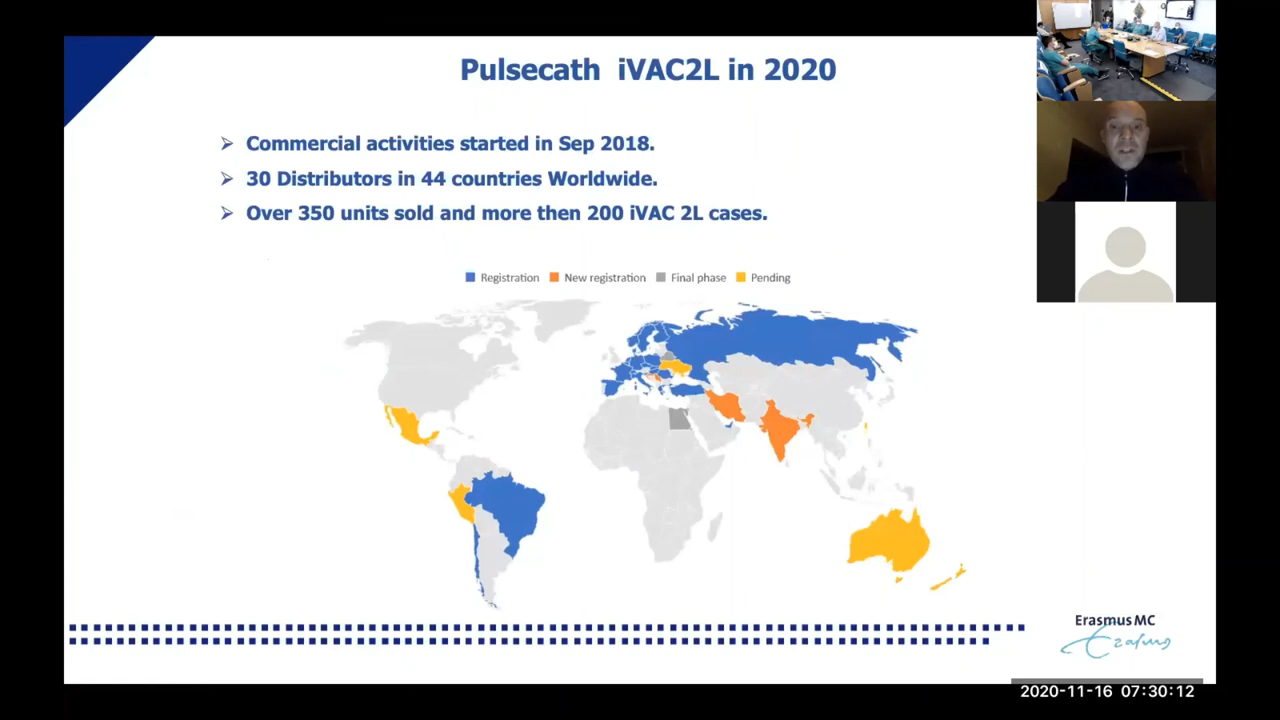 Pulsecath iVAC2L in 2020
Commercial activities started in Sep 2018.
30 Distributors in 44 countries Worldwide.
Over 350 units sold and more then 200 iVAC 2L cases.
Registration New registration Final phase Pending
Erasmus MC
Erasmus
2020-11-16 07:30:12